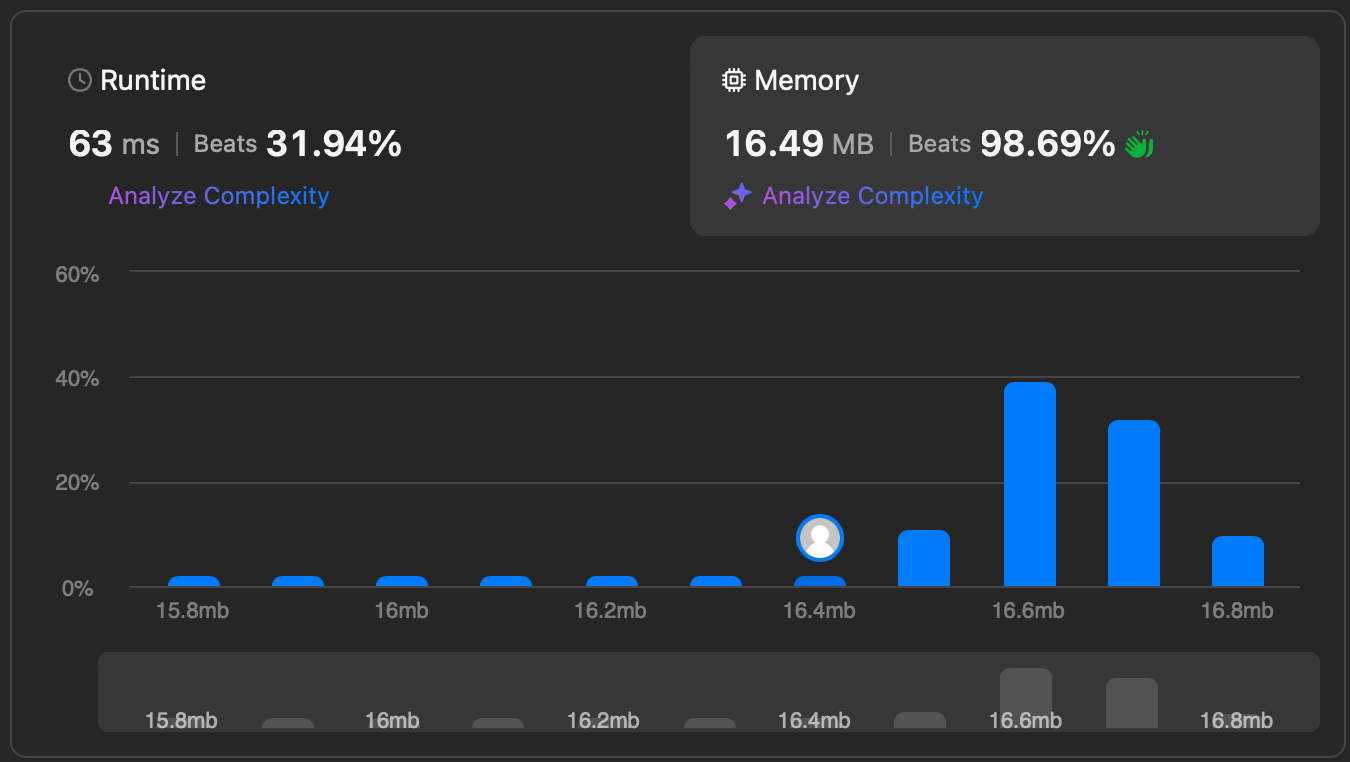 Runtime
63 ms | Beats 31.94%
Analyze Complexity
Memory
16.49 MB | Beats 98.69%
Analyze Complexity
60%
40%
20%
0%
15.8mb 16mb 16.2mb 16.4mb 16.6mb 16.8mb
15.8mb 16mb 16.2mb 16.4mb 16.6mb 16.8mb